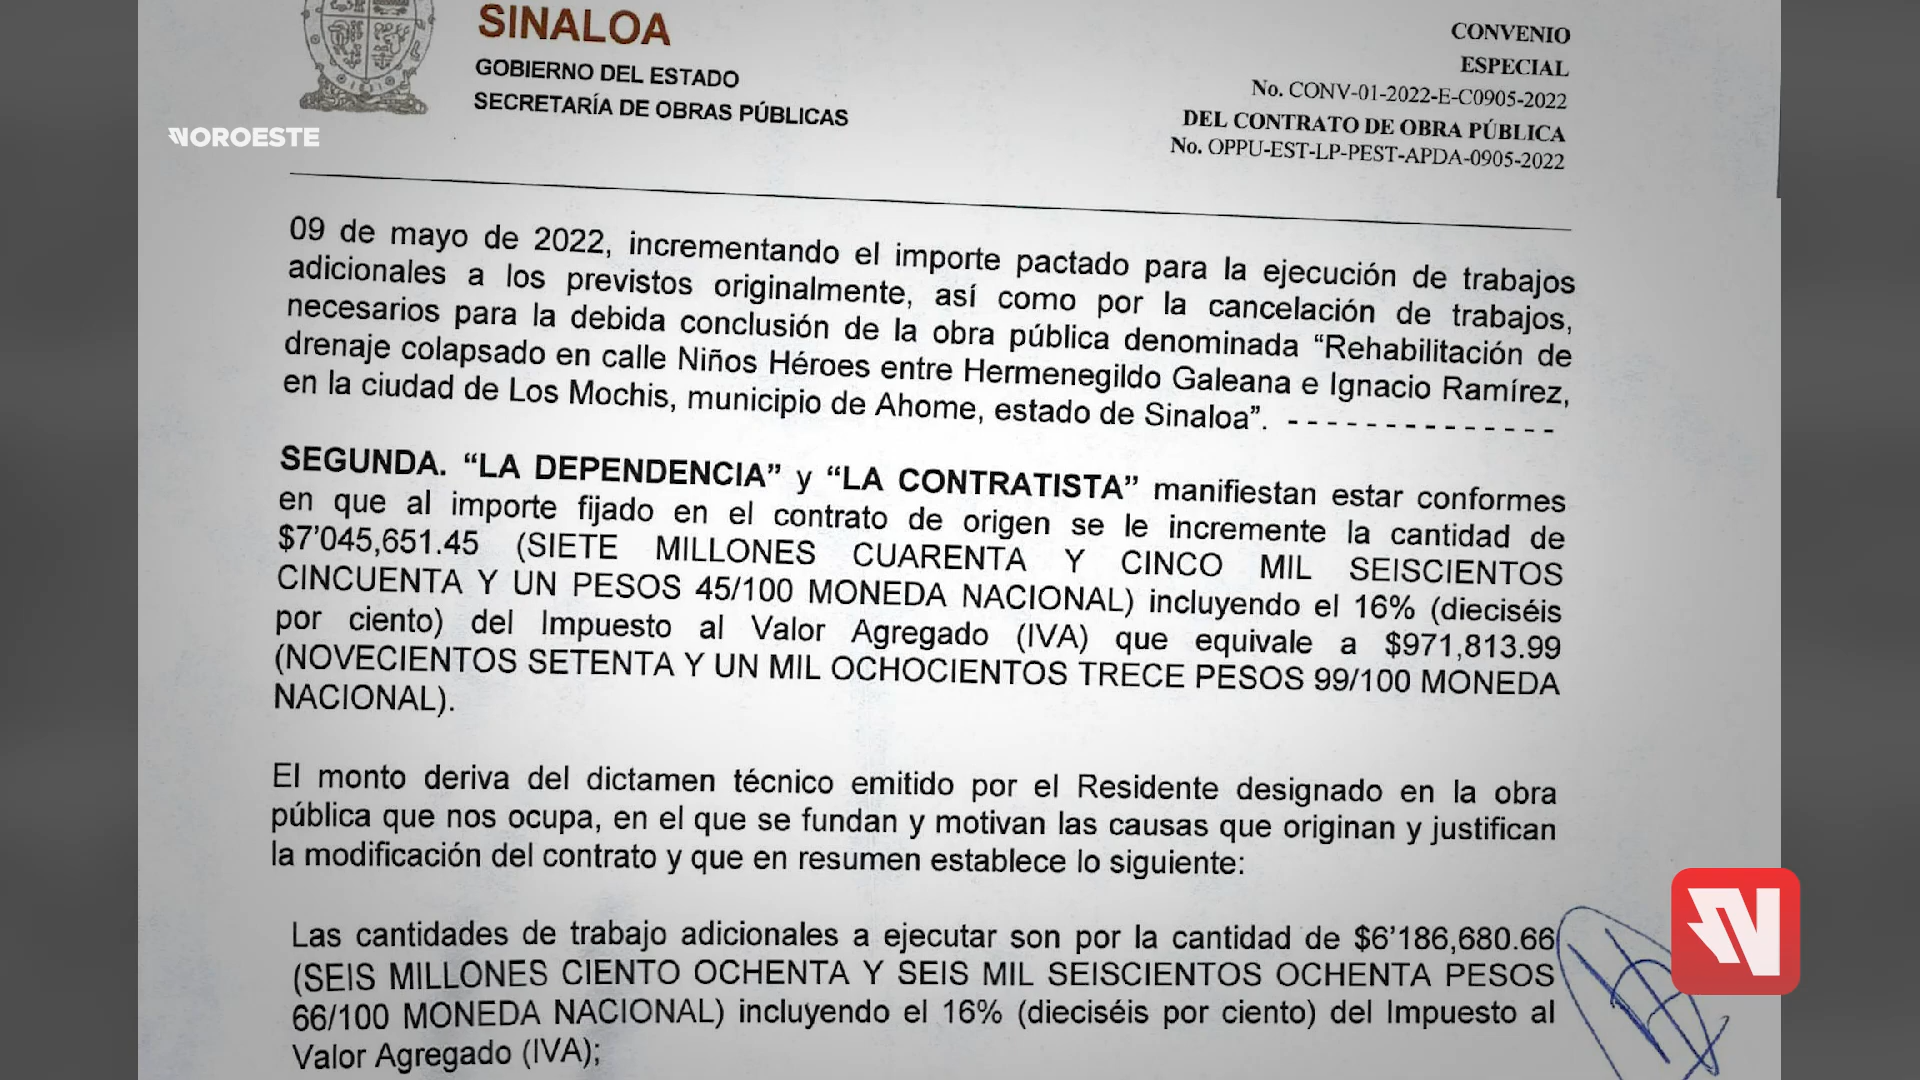 SINALOA
GOBIERNO DEL ESTADO
SECRETARÍA DE OBRAS PÚBLICAS
NOROESTE
CONVENIO
ESPECIAL
No. CONV-01-2022-E-C0905-2022
DEL CONTRATO DE OBRA PÚBLICA
No. OPPU-EST-LP-PEST-APDA-0905-2022
09 de mayo de 2022, incrementando el importe pactado para la ejecución de trabajos
adicionales a los previstos originalmente, así como por la cancelación de trabajos,
necesarios para la debida conclusión de la obra pública denominada “Rehabilitación de
drenaje colapsado en calle Niños Héroes entre Hermenegildo Galeana e Ignacio Ramírez,
en la ciudad de Los Mochis, municipio de Ahome, estado de Sinaloa”. - - - - - - - - - - - - - -
SEGUNDA. “LA DEPENDENCIA” y “LA CONTRATISTA” manifiestan estar conformes
en que al importe fijado en el contrato de origen se le incremente la cantidad de
$7’045,651.45 (SIETE MILLONES CUARENTA Y CINCO MIL SEISCIENTOS
CINCUENTA Y UN PESOS 45/100 MONEDA NACIONAL) incluyendo el 16% (dieciséis
por ciento) del Impuesto al Valor Agregado (IVA) que equivale a $971,813.99
(NOVECIENTOS SETENTA Y UN MIL OCHOCIENTOS TRECE PESOS 99/100 MONEDA
NACIONAL).
El monto deriva del dictamen técnico emitido por el Residente designado en la obra
pública que nos ocupa, en el que se fundan y motivan las causas que originan y justifican
la modificación del contrato y que en resumen establece lo siguiente:
Las cantidades de trabajo adicionales a ejecutar son por la cantidad de $6’186,680.66
(SEIS MILLONES CIENTO OCHENTA Y SEIS MIL SEISCIENTOS OCHENTA PESOS
66/100 MONEDA NACIONAL) incluyendo el 16% (dieciséis por ciento) del Impuesto al
Valor Agregado (IVA);
N